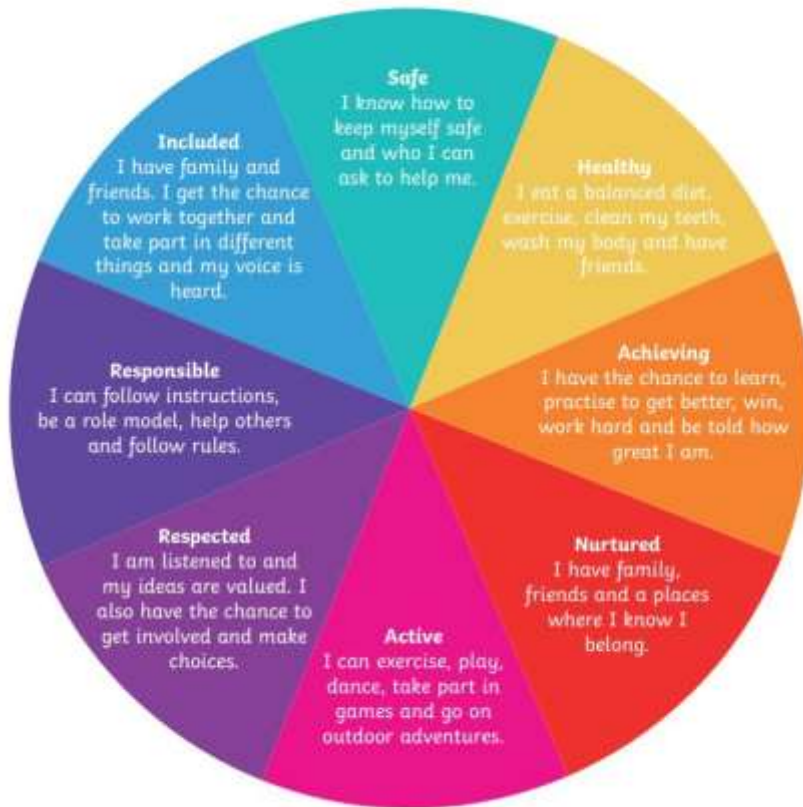 Safe
I know how to
keep myself safe
and who I can
ask to help me.
Healthy
I eat a balanced diet,
exercise, clean my teeth,
wash my body and have
friends.
Achieving
I have the chance to learn,
practise to get better, win,
work hard and be told how
great I am.
Nurtured
I have family,
friends and a places
where I know I
belong.
Active
I can exercise, play,
dance, take part in
games and go on
outdoor adventures.
Respected
I am listened to and
my ideas are valued. I
also have the chance to
get involved and make
choices.
Responsible
I can follow instructions,
be a role model, help others
and follow rules.
Included
I have family and
friends. I get the chance
to work together and
take part in different
things and my voice is
heard.